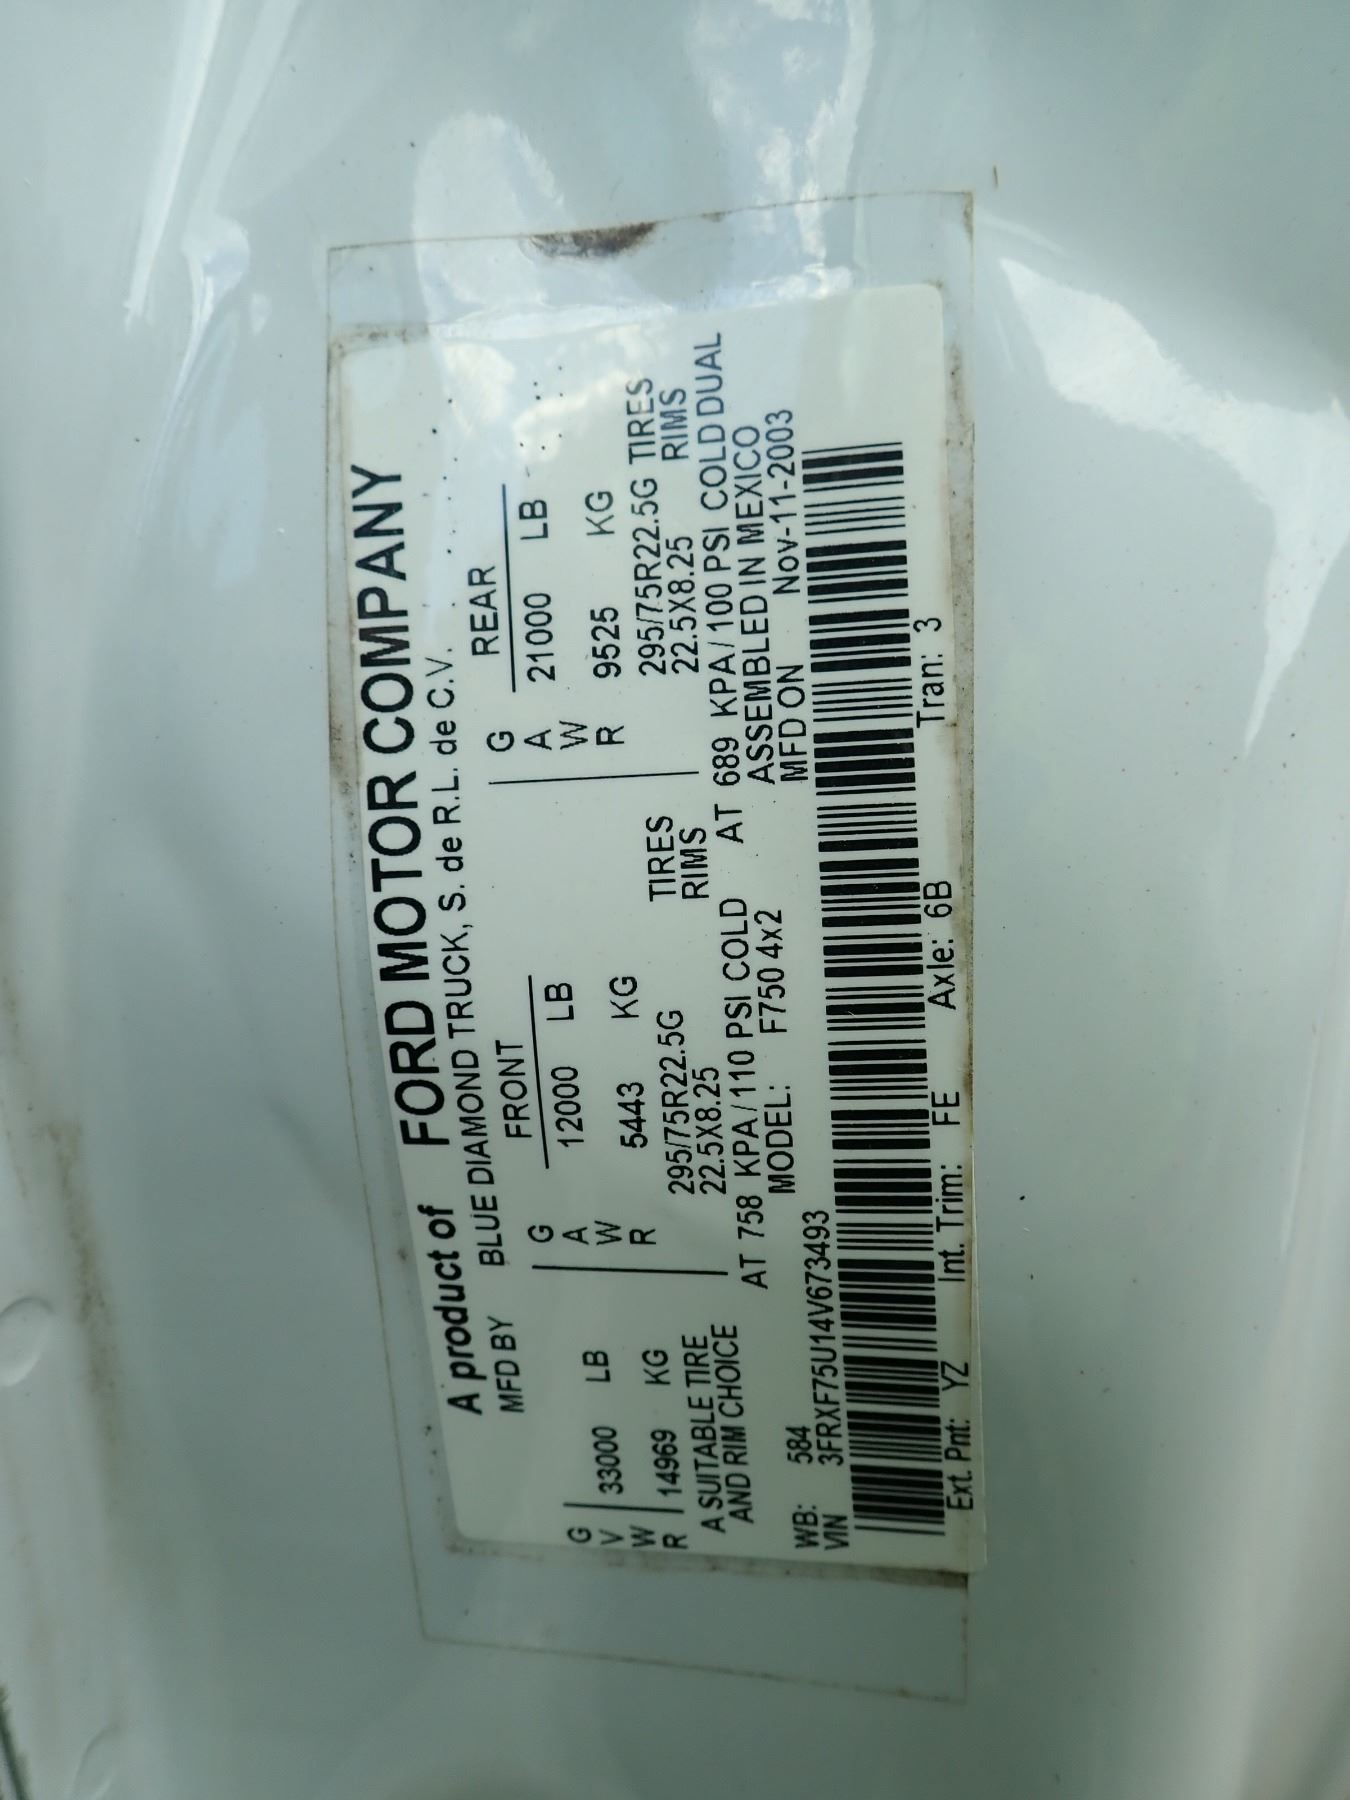 A product of FORD MOTOR COMPANY
MFD BY BLUE DIAMOND TRUCK, S. de R.L. de C.V.
GVWR 33000 LB 14969 KG
FRONT GAWR 12000 LB 5443 KG
REAR GAWR 21000 LB 9525 KG
A SUITABLE TIRE 295/75R22.5G TIRES 295/75R22.5G TIRES
AND RIM CHOICE 22.5X8.25 RIMS 22.5X8.25 RIMS
AT 758 KPA/110 PSI COLD AT 689 KPA/100 PSI COLD DUAL
ASSEMBLED IN MEXICO
WB: 584 MODEL: F750 4x2 MFD ON Nov-11-2003
VIN 3FRXF75U14V673493
Ext. Pnt: YZ Int. Trim: FE Axle: 6B Tran: 3